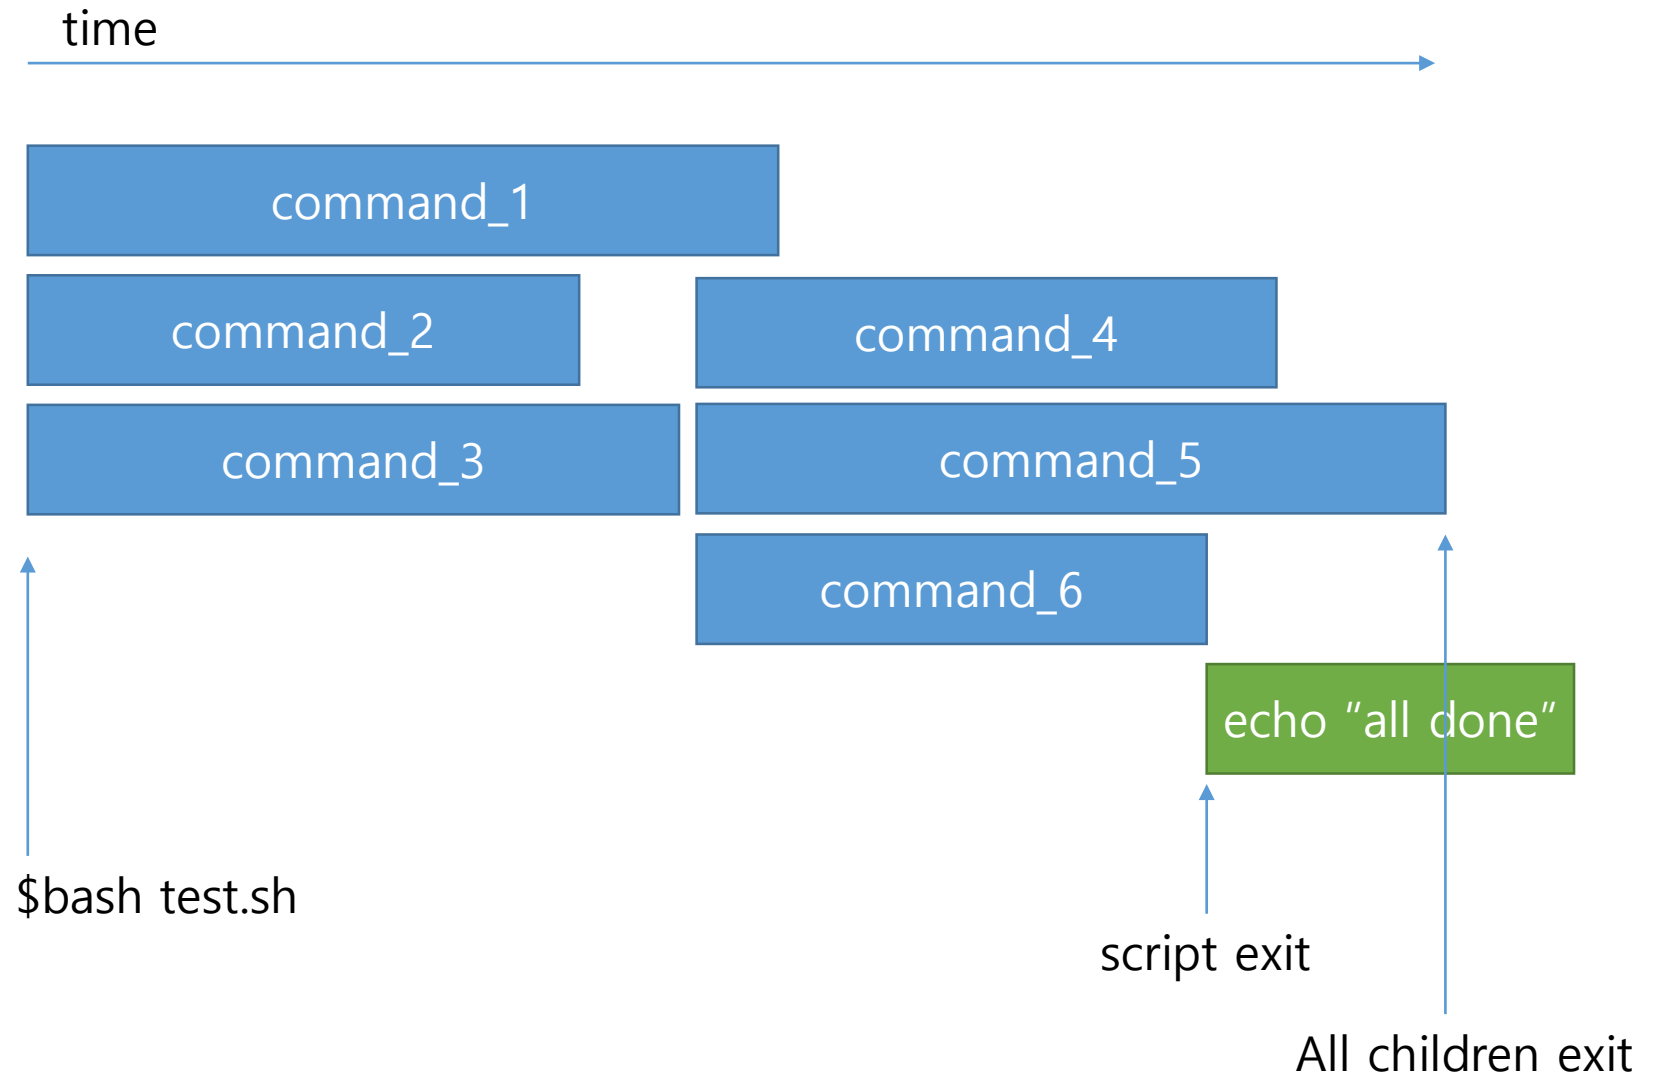 time
command_1
command_2
command_4
command_3
command_5
command_6
echo “all done”
$bash test.sh
script exit
All children exit